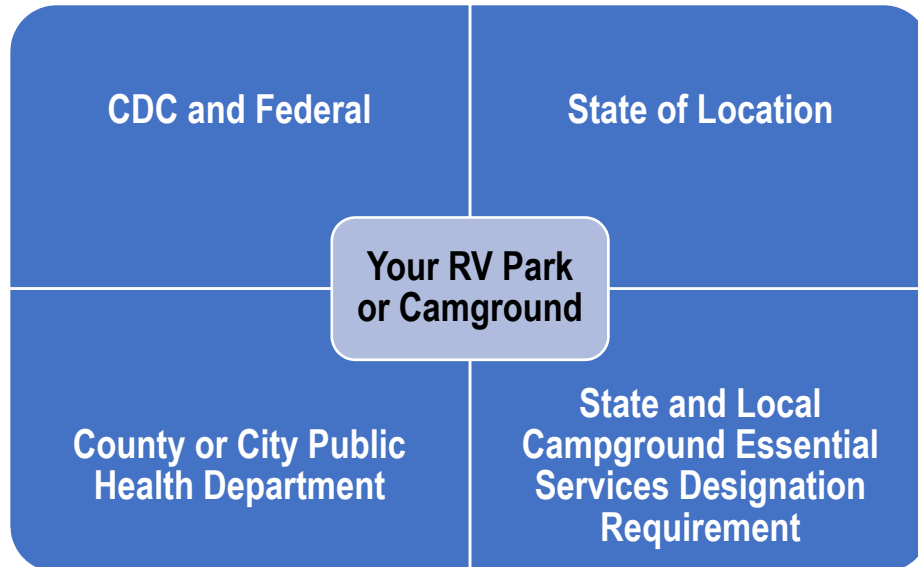 CDC and Federal
State of Location
Your RV Park
or Camground
County or City Public
Health Department
State and Local
Campground Essential
Services Designation
Requirement